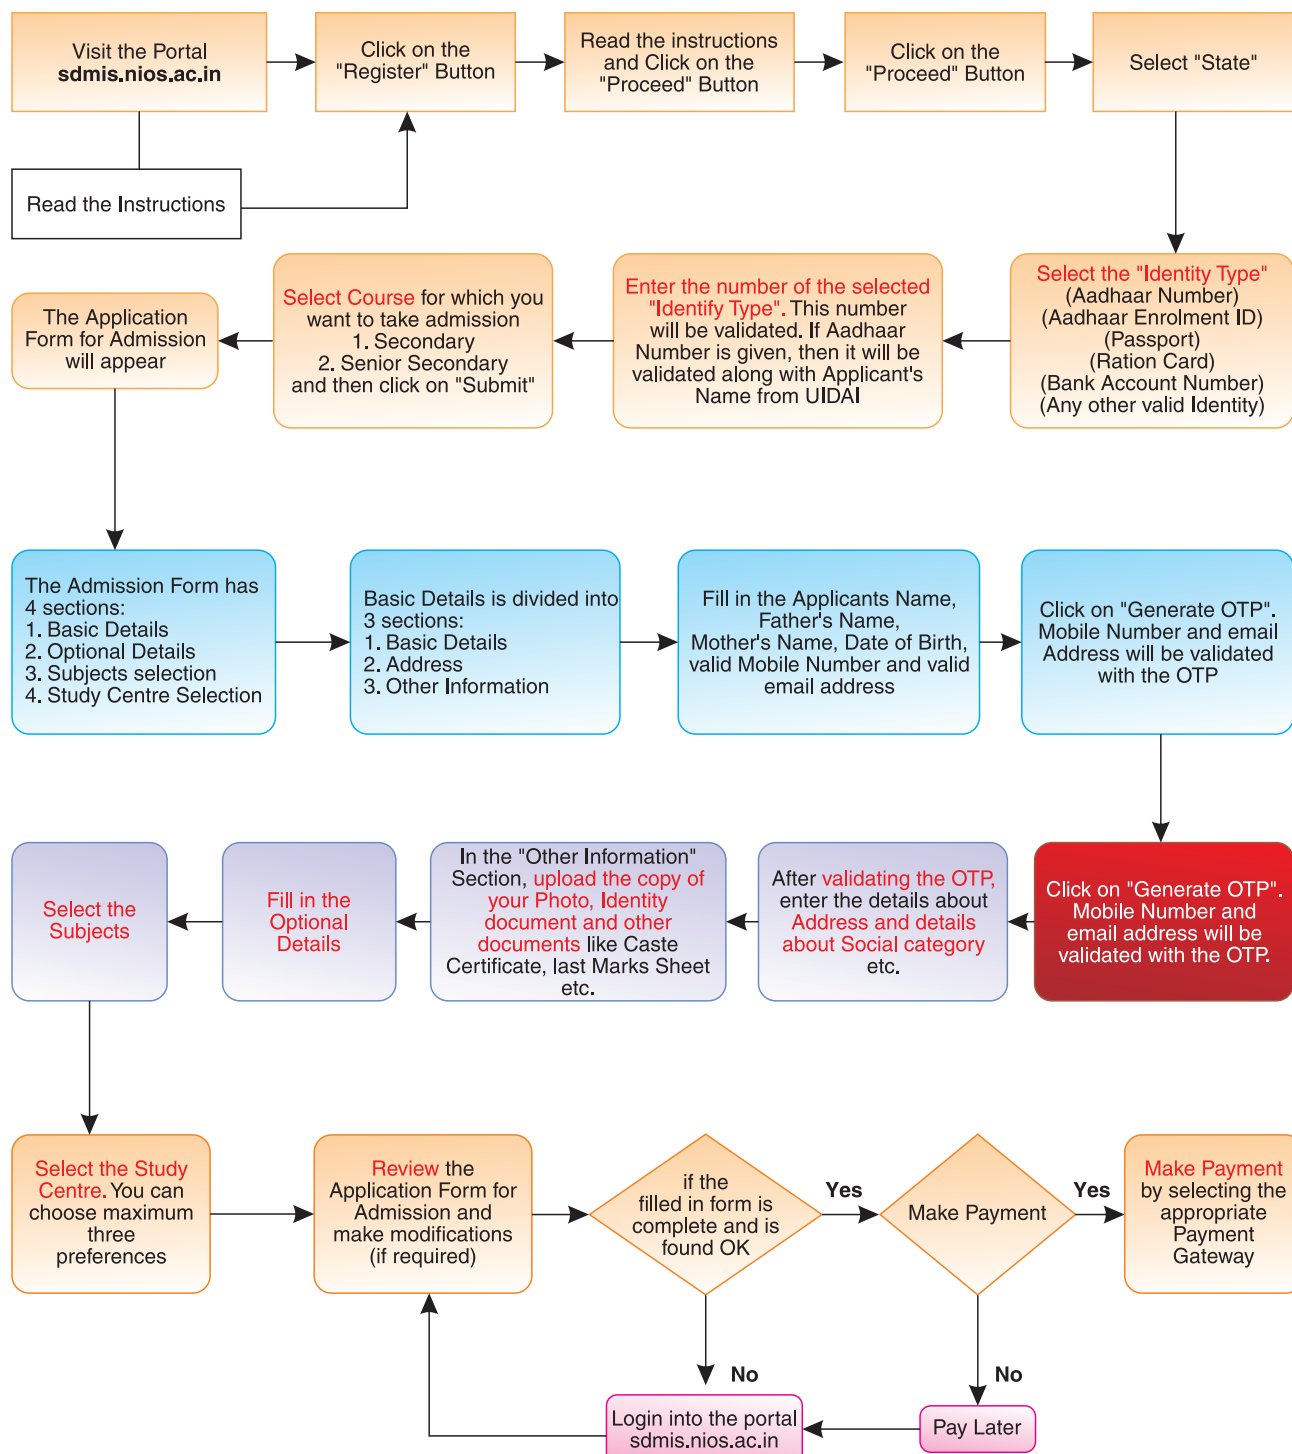 Visit the Portal
sdmis.nios.ac.in
Click on the
"Register" Button
Read the instructions
and Click on the
"Proceed" Button
Click on the
"Proceed" Button
Select "State"
Read the Instructions
Select the "Identity Type"
(Aadhaar Number)
(Aadhaar Enrolment ID)
(Passport)
(Ration Card)
(Bank Account Number)
(Any other valid Identity)
Enter the number of the selected
"Identify Type". This number
will be validated. If Aadhaar
Number is given, then it will be
validated along with Applicant's
Name from UIDAI
Select Course for which you
want to take admission
1. Secondary
2. Senior Secondary
and then click on "Submit"
The Application
Form for Admission
will appear
The Admission Form has
4 sections:
1. Basic Details
2. Optional Details
3. Subjects selection
4. Study Centre Selection
Basic Details is divided into
3 sections:
1. Basic Details
2. Address
3. Other Information
Fill in the Applicants Name,
Father's Name,
Mother's Name, Date of Birth,
valid Mobile Number and valid
email address
Click on "Generate OTP".
Mobile Number and email
Address will be validated
with the OTP
Click on "Generate OTP".
Mobile Number and
email address will be
validated with the OTP.
After validating the OTP,
enter the details about
Address and details
about Social category
etc.
In the "Other Information"
Section, upload the copy of
your Photo, Identity
document and other
documents like Caste
Certificate, last Marks Sheet
etc.
Fill in the
Optional
Details
Select the
Subjects
Select the Study
Centre. You can
choose maximum
three
preferences
Review the
Application Form for
Admission and
make modifications
(if required)
if the
filled in form is
complete and is
found OK
Yes
Make Payment
Yes
Make Payment
by selecting the
appropriate
Payment
Gateway
No
No
Login into the portal
sdmis.nios.ac.in
Pay Later